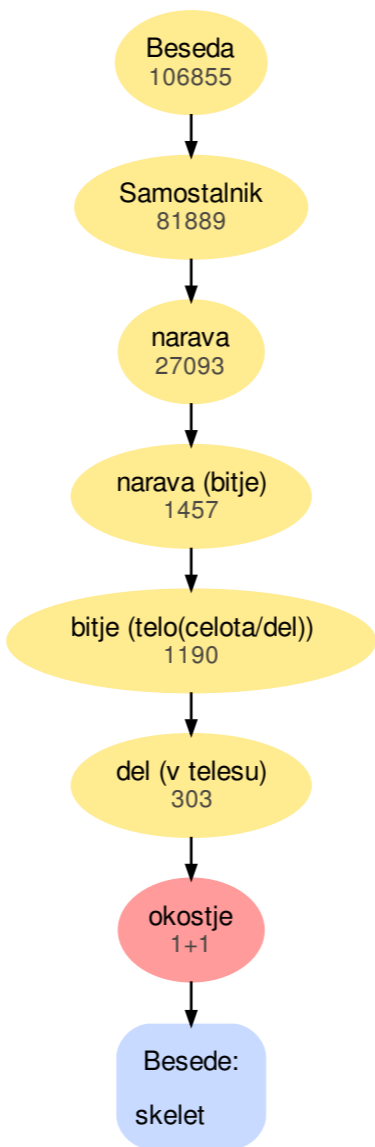 Beseda
106855
Samostalnik
81889
narava
27093
narava (bitje)
1457
bitje (telo(celota/del))
1190
del (v telesu)
303
okostje
1+1
Besede:
skelet